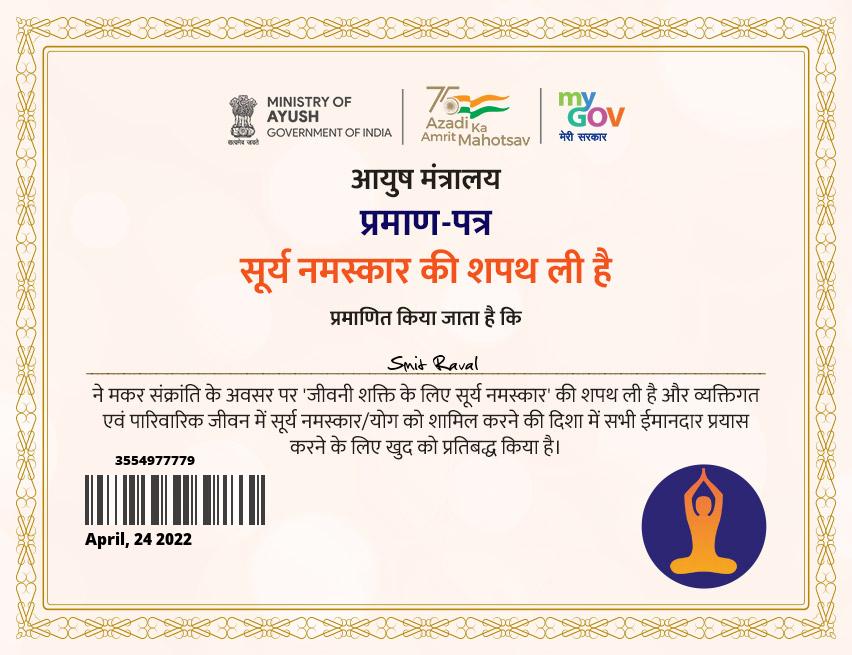 MINISTRY OF
AYUSH
GOVERNMENT OF INDIA
सत्यमेव जयते
75
Azadi Ka
Amrit Mahotsav
my
GOV
मेरी सरकार
आयुष मंत्रालय
प्रमाण-पत्र
सूर्य नमस्कार की शपथ ली है
प्रमाणित किया जाता है कि
Smit Raval
ने मकर संक्रांति के अवसर पर 'जीवनी शक्ति के लिए सूर्य नमस्कार' की शपथ ली है और व्यक्तिगत
एवं पारिवारिक जीवन में सूर्य नमस्कार/योग को शामिल करने की दिशा में सभी ईमानदार प्रयास
करने के लिए खुद को प्रतिबद्ध किया है।
3554977779
April, 24 2022